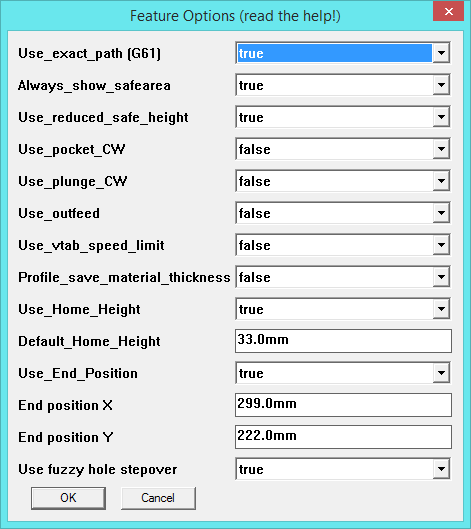 Feature Options (read the help!)
Use_exact_path (G61) true
Always_show_safearea true
Use_reduced_safe_height true
Use_pocket_CW false
Use_plunge_CW false
Use_outfeed false
Use_vtab_speed_limit false
Profile_save_material_thickness false
Use_Home_Height true
Default_Home_Height 33.0mm
Use_End_Position true
End position X 299.0mm
End position Y 222.0mm
Use fuzzy hole stepover true
OK Cancel